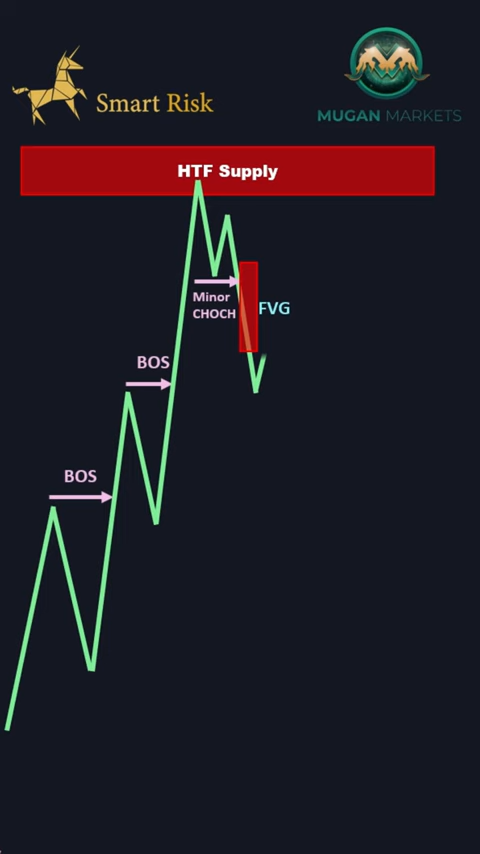 Smart Risk
MUGAN MARKETS
HTF Supply
Minor
CHOCH
FVG
BOS
BOS